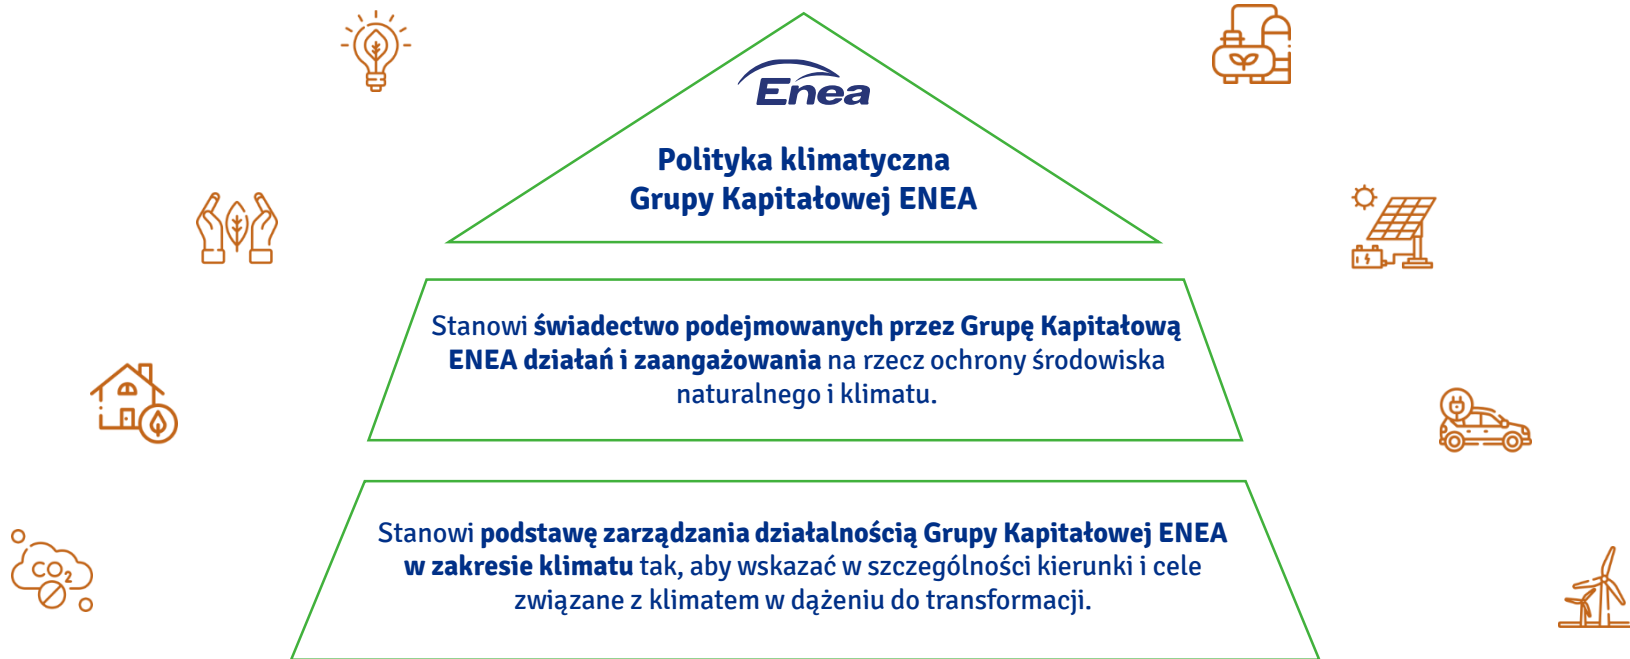 Enea
Polityka klimatyczna
Grupy Kapitałowej ENEA
Stanowi świadectwo podejmowanych przez Grupę Kapitałową
ENEA działań i zaangażowania na rzecz ochrony środowiska
naturalnego i klimatu.
Stanowi podstawę zarządzania działalnością Grupy Kapitałowej ENEA
w zakresie klimatu tak, aby wskazać w szczególności kierunki i cele
związane z klimatem w dążeniu do transformacji.
CO2